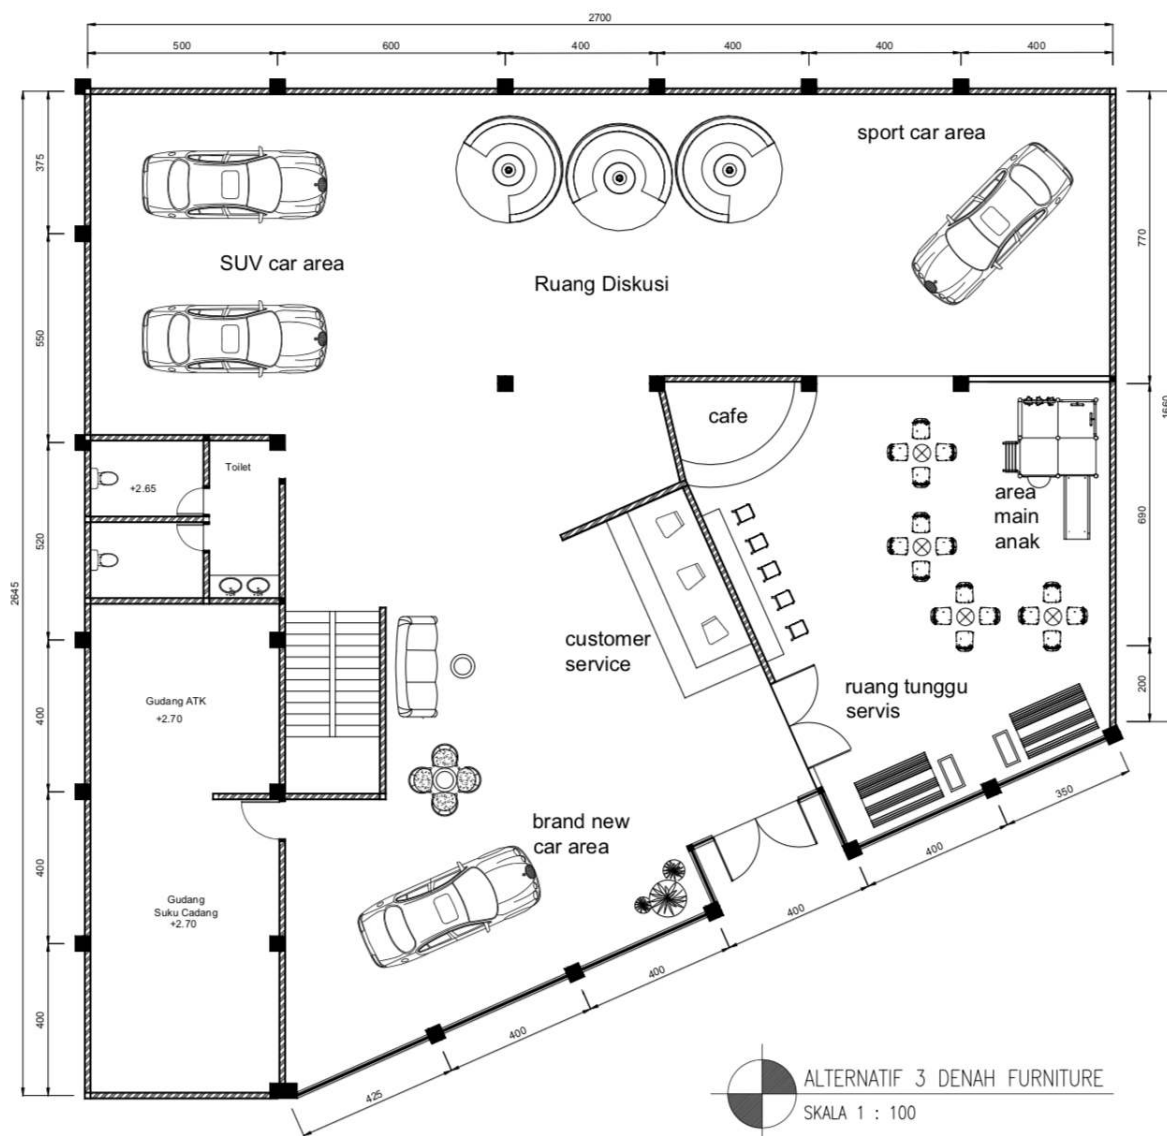 2700
500
600
400
400
400
400
sport car area
375
770
SUV car area
Ruang Diskusi
550
1660
cafe
Toilet
+2.65
area
main
anak
690
520
2645
customer
service
ruang tunggu
servis
200
Gudang ATK
+2.70
400
350
brand new
car area
400
400
Gudang
Suku Cadang
+2.70
400
400
400
400
425
ALTERNATIF 3 DENAH FURNITURE
SKALA 1 : 100